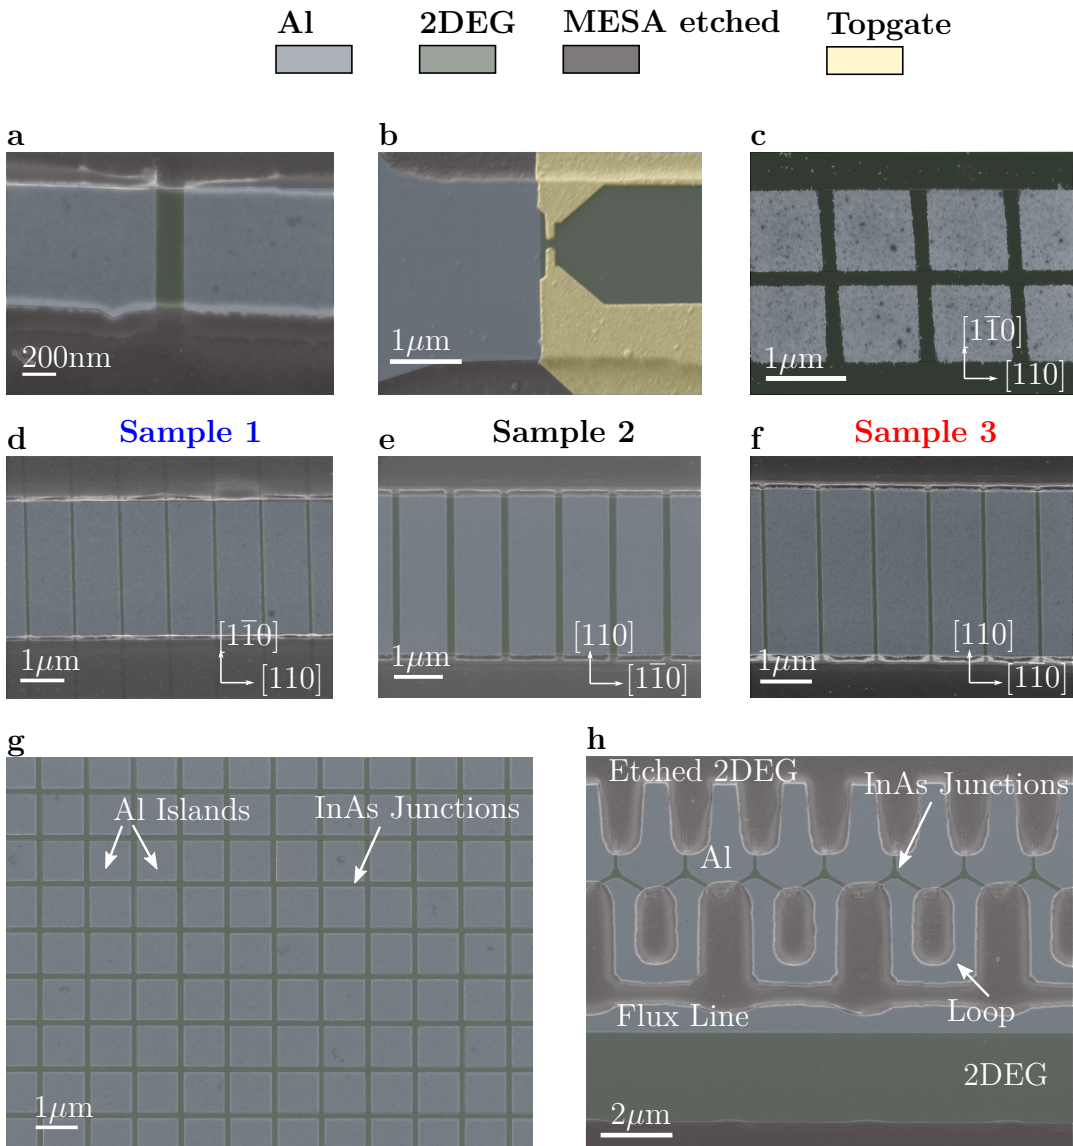 Al 2DEG MESA etched Topgate
a b c
200nm
1μm
1μm
[11̅0]
[110]
d Sample 1 e Sample 2 f Sample 3
1μm
[11̅0]
[110]
1μm
[110]
[11̅0]
1μm
[110]
[11̅0]
g h
Al Islands
InAs Junctions
1μm
Etched 2DEG
InAs Junctions
Al
Flux Line
Loop
2DEG
2μm